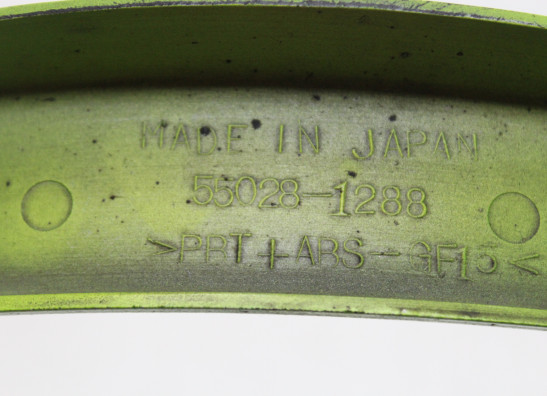 MADE IN JAPAN
55028-1288
>PBT+ABS-GF15<